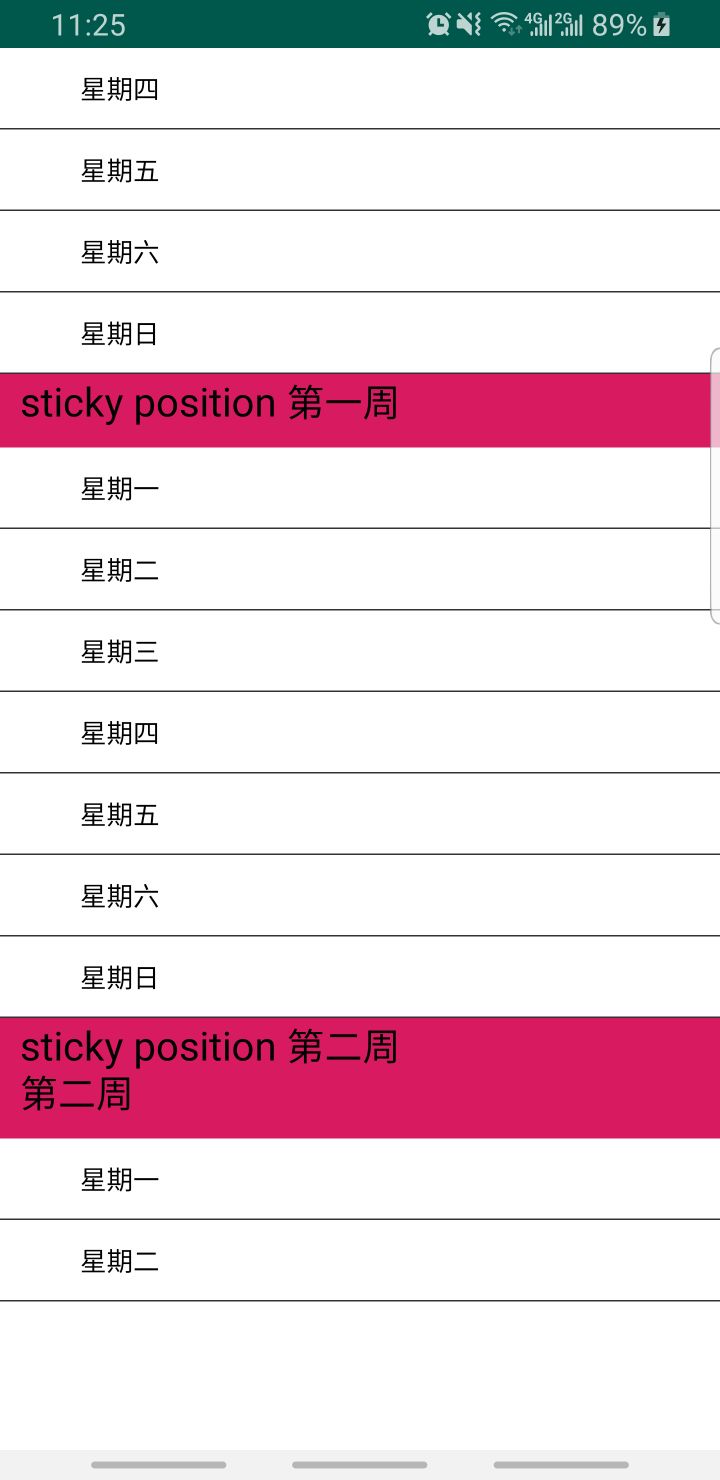 11:25 4G 2G 89%
星期四
星期五
星期六
星期日
sticky position 第一周
星期一
星期二
星期三
星期四
星期五
星期六
星期日
sticky position 第二周
第二周
星期一
星期二